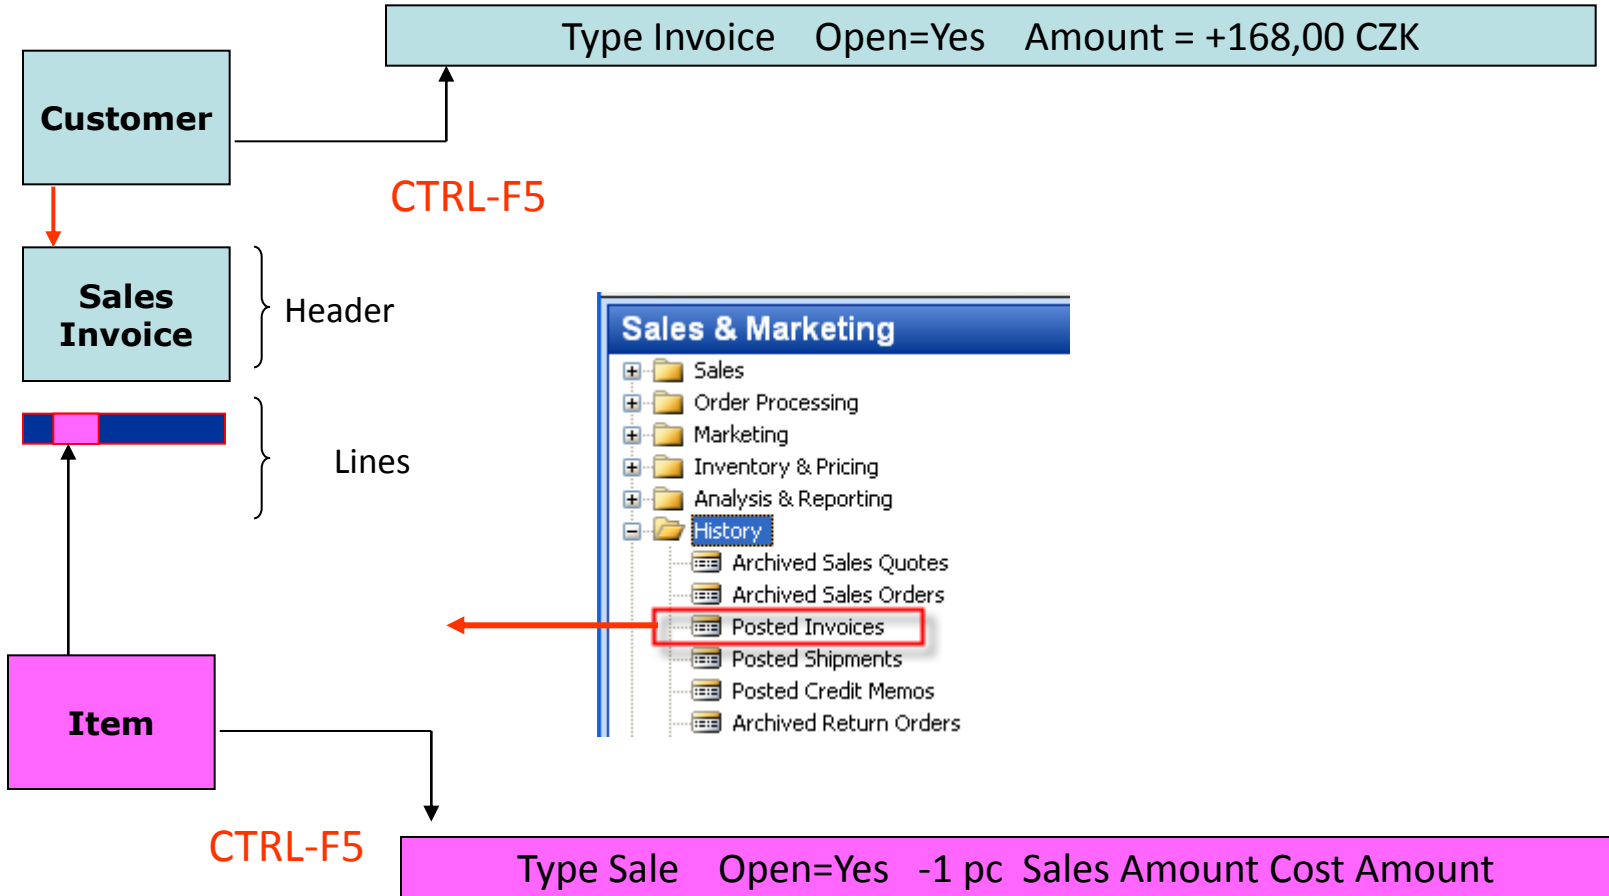 Type Invoice Open=Yes Amount = +168,00 CZK
Customer
CTRL-F5
Sales
Invoice
Header
Lines
Sales & Marketing
Sales
Order Processing
Marketing
Inventory & Pricing
Analysis & Reporting
History
Archived Sales Quotes
Archived Sales Orders
Posted Invoices
Posted Shipments
Posted Credit Memos
Archived Return Orders
Item
CTRL-F5
Type Sale Open=Yes -1 pc Sales Amount Cost Amount